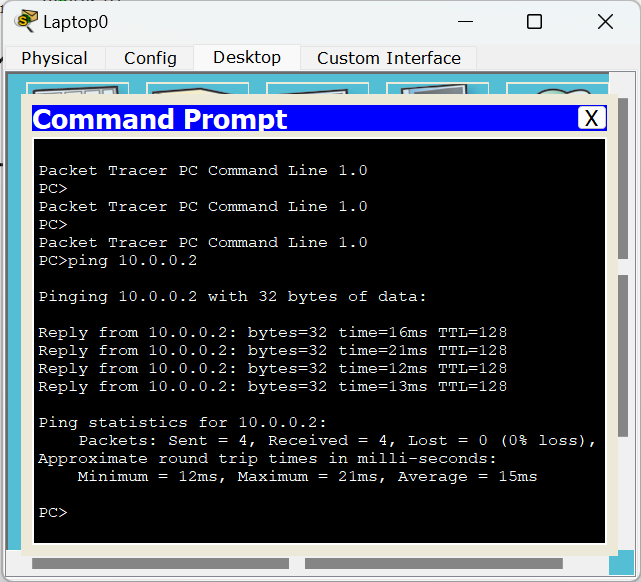 Laptop0
Physical Config Desktop Custom Interface
Command Prompt X
Packet Tracer PC Command Line 1.0
PC>
Packet Tracer PC Command Line 1.0
PC>
Packet Tracer PC Command Line 1.0
PC>ping 10.0.0.2
Pinging 10.0.0.2 with 32 bytes of data:
Reply from 10.0.0.2: bytes=32 time=16ms TTL=128
Reply from 10.0.0.2: bytes=32 time=21ms TTL=128
Reply from 10.0.0.2: bytes=32 time=12ms TTL=128
Reply from 10.0.0.2: bytes=32 time=13ms TTL=128
Ping statistics for 10.0.0.2:
Packets: Sent = 4, Received = 4, Lost = 0 (0% loss),
Approximate round trip times in milli-seconds:
Minimum = 12ms, Maximum = 21ms, Average = 15ms
PC>